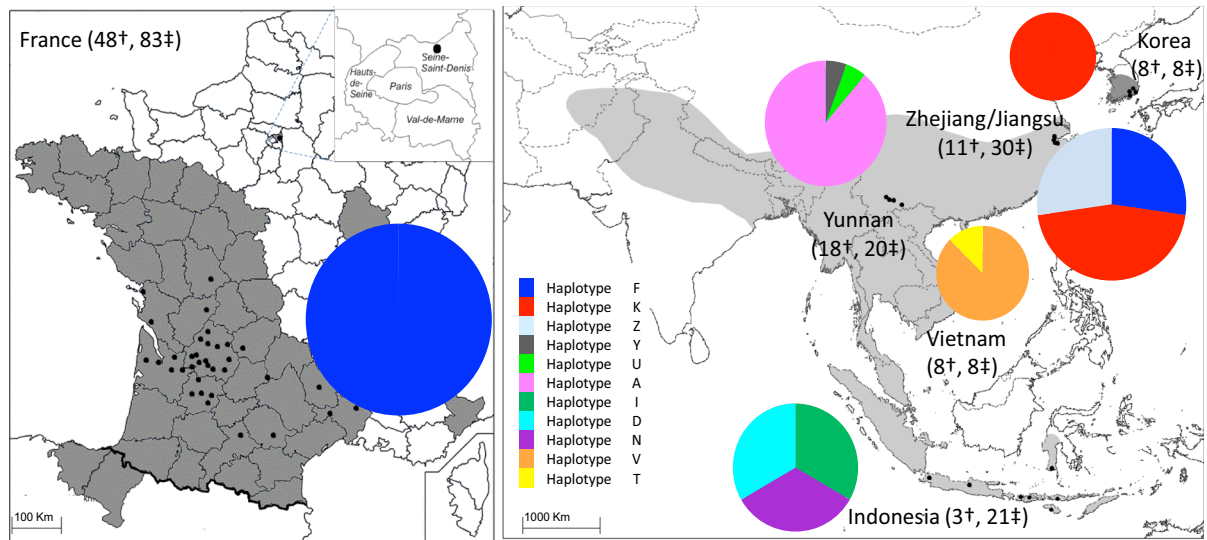 France (48†, 83‡)
Seine-
Saint-Denis
Hauts-
de-
Seine
Paris
Val-de-Marne
100 Km
Korea
(8†, 8‡)
Zhejiang/Jiangsu
(11†, 30‡)
Yunnan
(18†, 20‡)
Vietnam
(8†, 8‡)
Haplotype F
Haplotype K
Haplotype Z
Haplotype Y
Haplotype U
Haplotype A
Haplotype I
Haplotype D
Haplotype N
Haplotype V
Haplotype T
1000 Km
Indonesia (3†, 21‡)